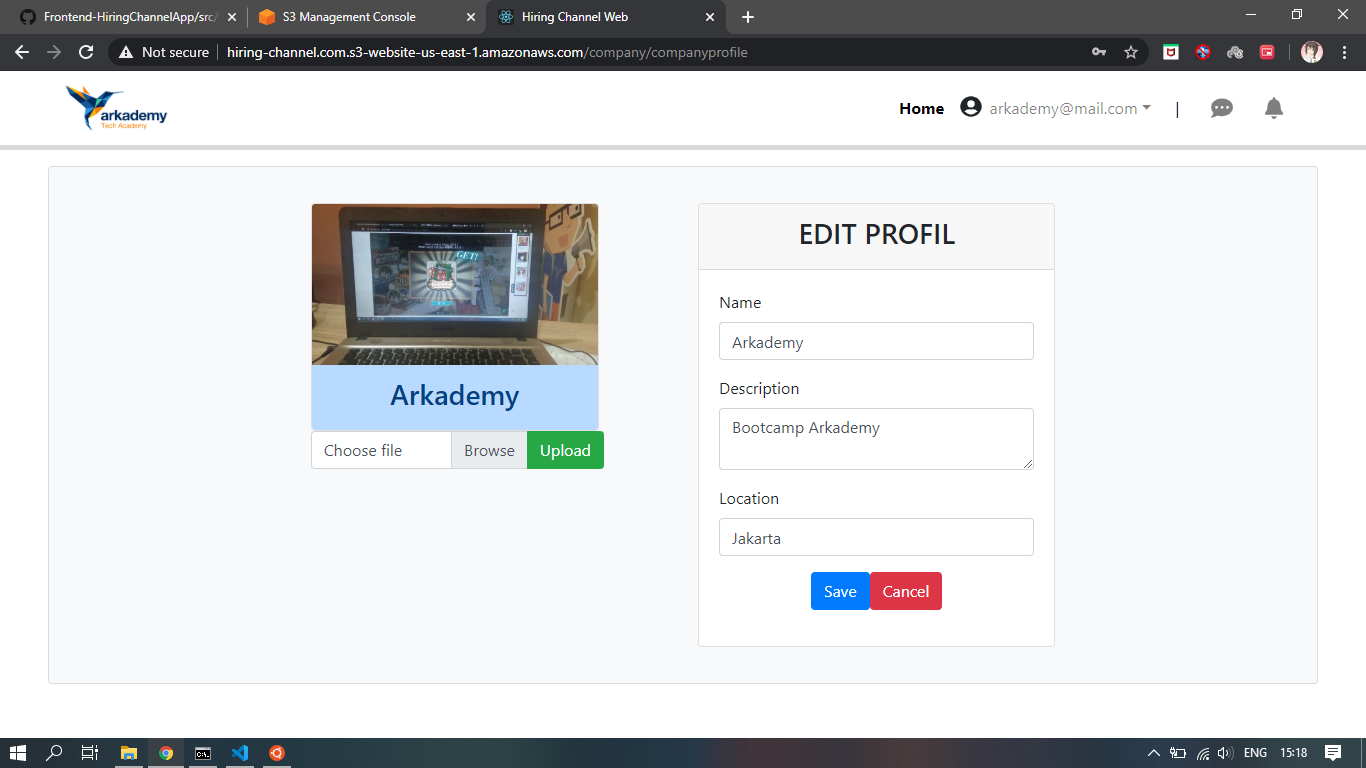 Frontend-HiringChannelApp/src/
S3 Management Console
Hiring Channel Web
Not secure
hiring-channel.com.s3-website-us-east-1.amazonaws.com/company/companyprofile
arkademy
Tech Academy
Home
arkademy@mail.com
|
GET!
EDIT PROFIL
Name
Arkademy
Description
Bootcamp Arkademy
Location
Jakarta
Save
Cancel
Arkademy
Choose file
Browse
Upload
ENG
15:18